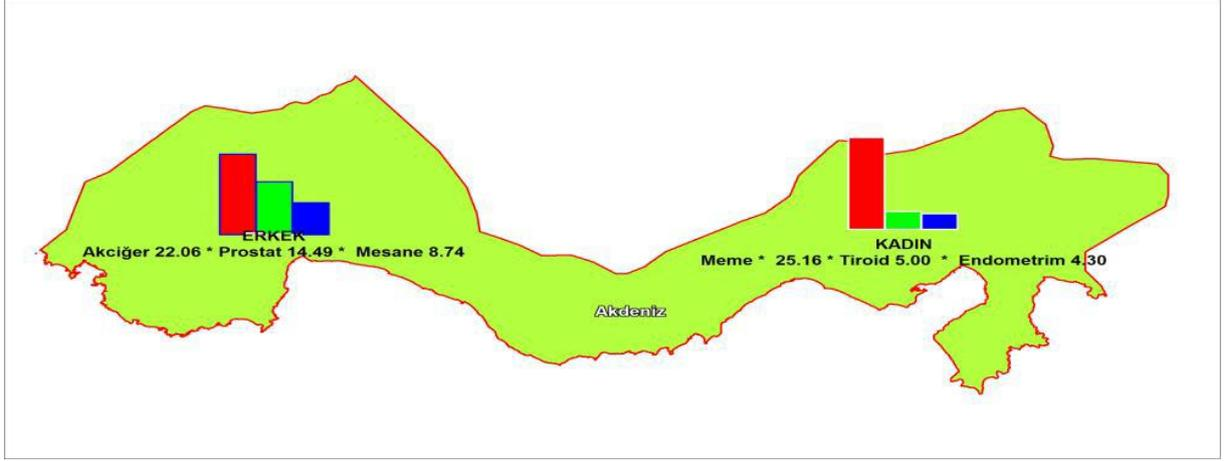 ERKEK
Akciğer 22.06 * Prostat 14.49 * Mesane 8.74
KADIN
Meme * 25.16 * Tiroid 5.00 * Endometrim 4.30
Akdeniz